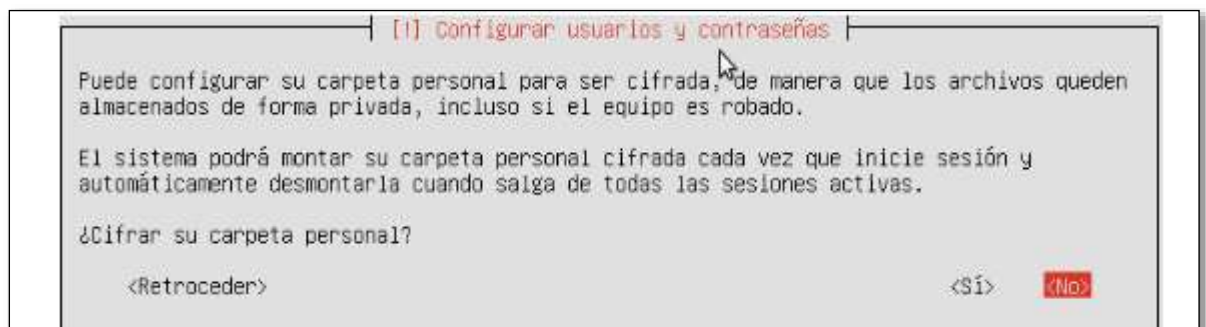 [!] Configurar usuarios y contraseñas
Puede configurar su carpeta personal para ser cifrada, de manera que los archivos queden
almacenados de forma privada, incluso si el equipo es robado.
El sistema podrá montar su carpeta personal cifrada cada vez que inicie sesión y
automáticamente desmontarla cuando salga de todas las sesiones activas.
¿Cifrar su carpeta personal?
<Retroceder> <Sí> <No>